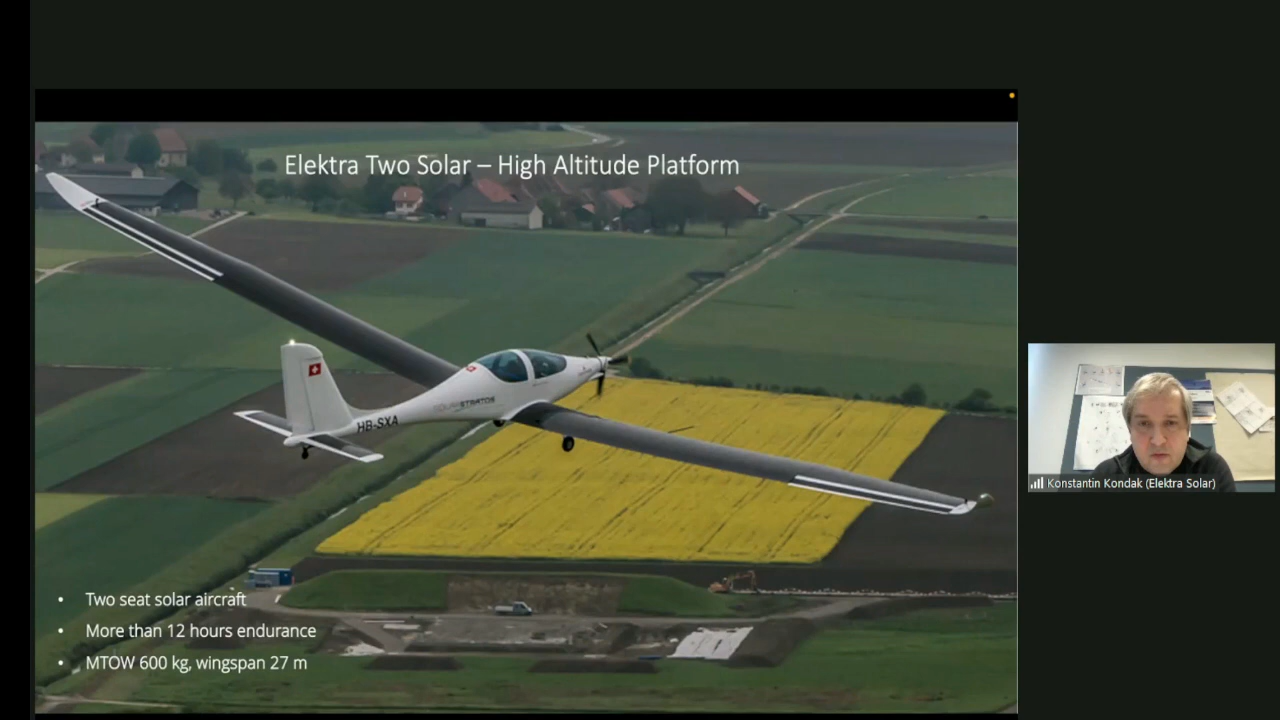 Elektra Two Solar – High Altitude Platform
SOLARSTRATOS
HB-SXA
• Two seat solar aircraft
• More than 12 hours endurance
• MTOW 600 kg, wingspan 27 m
Konstantin Kondak (Elektra Solar)